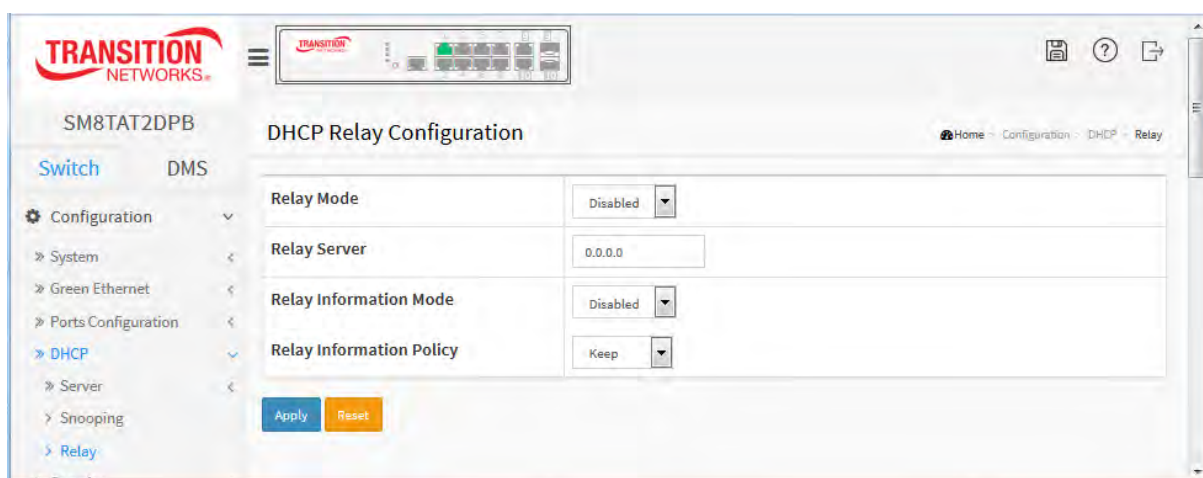 TRANSITION
NETWORKS®
TRANSITION
SM8TAT2DPB
DHCP Relay Configuration
Home - Configuration - DHCP - Relay
Switch DMS
Configuration
System
Green Ethernet
Ports Configuration
DHCP
Server
Snooping
Relay
Relay Mode Disabled
Relay Server 0.0.0.0
Relay Information Mode Disabled
Relay Information Policy Keep
Apply Reset